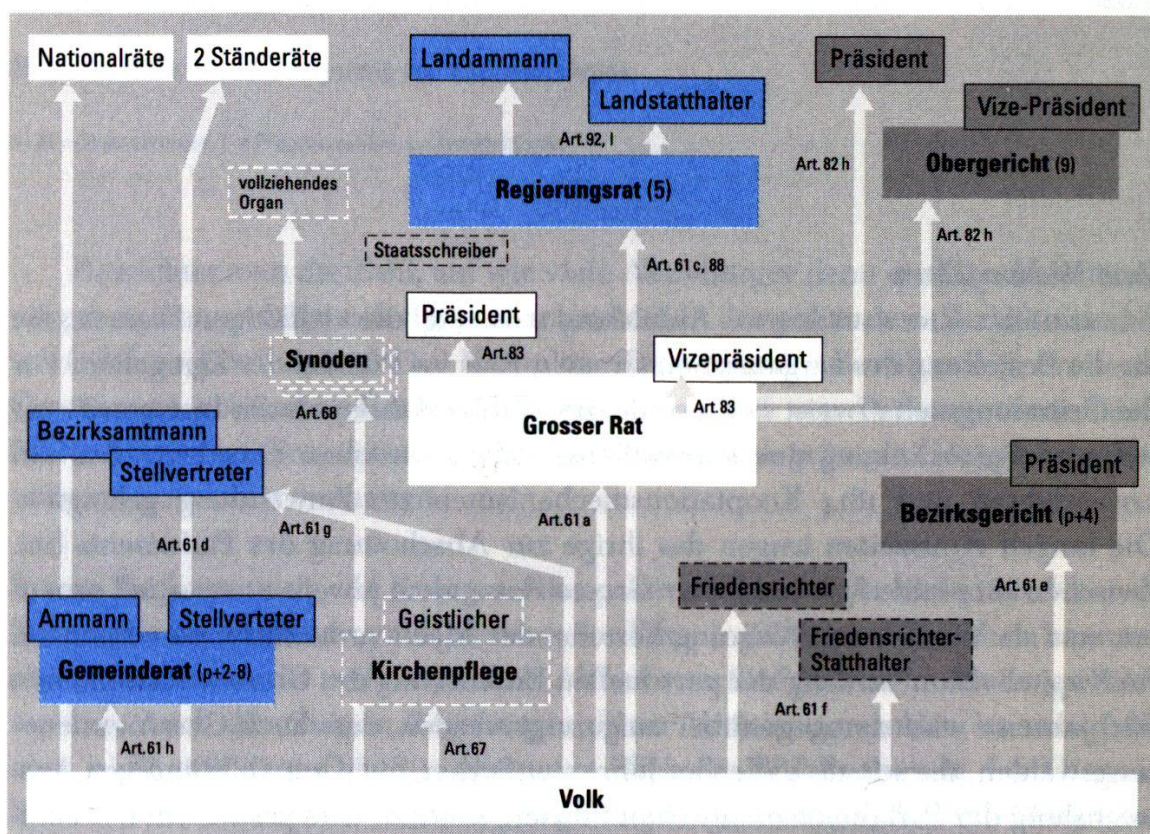 Nationalräte
2 Ständeräte
Landammann
Präsident
Landstatthalter
Vize-Präsident
Art. 92, I
Art. 82 h
Obergericht (9)
vollziehendes
Organ
Regierungsrat (5)
Staatsschreiber
Art. 82 h
Art. 61 c, 88
Präsident
Art. 83
Vizepräsident
Synoden
Art. 68
Art. 83
Grosser Rat
Bezirksamtmann
Stellvertreter
Präsident
Bezirksgericht (p+4)
Art. 61 g
Art. 61 a
Art. 61 d
Friedensrichter
Art. 61 e
Ammann
Stellverteter
Geistlicher
Friedensrichter-
Statthalter
Gemeinderat (p+2-8)
Kirchenpflege
Art. 61 f
Art. 61 h
Art. 67
Volk